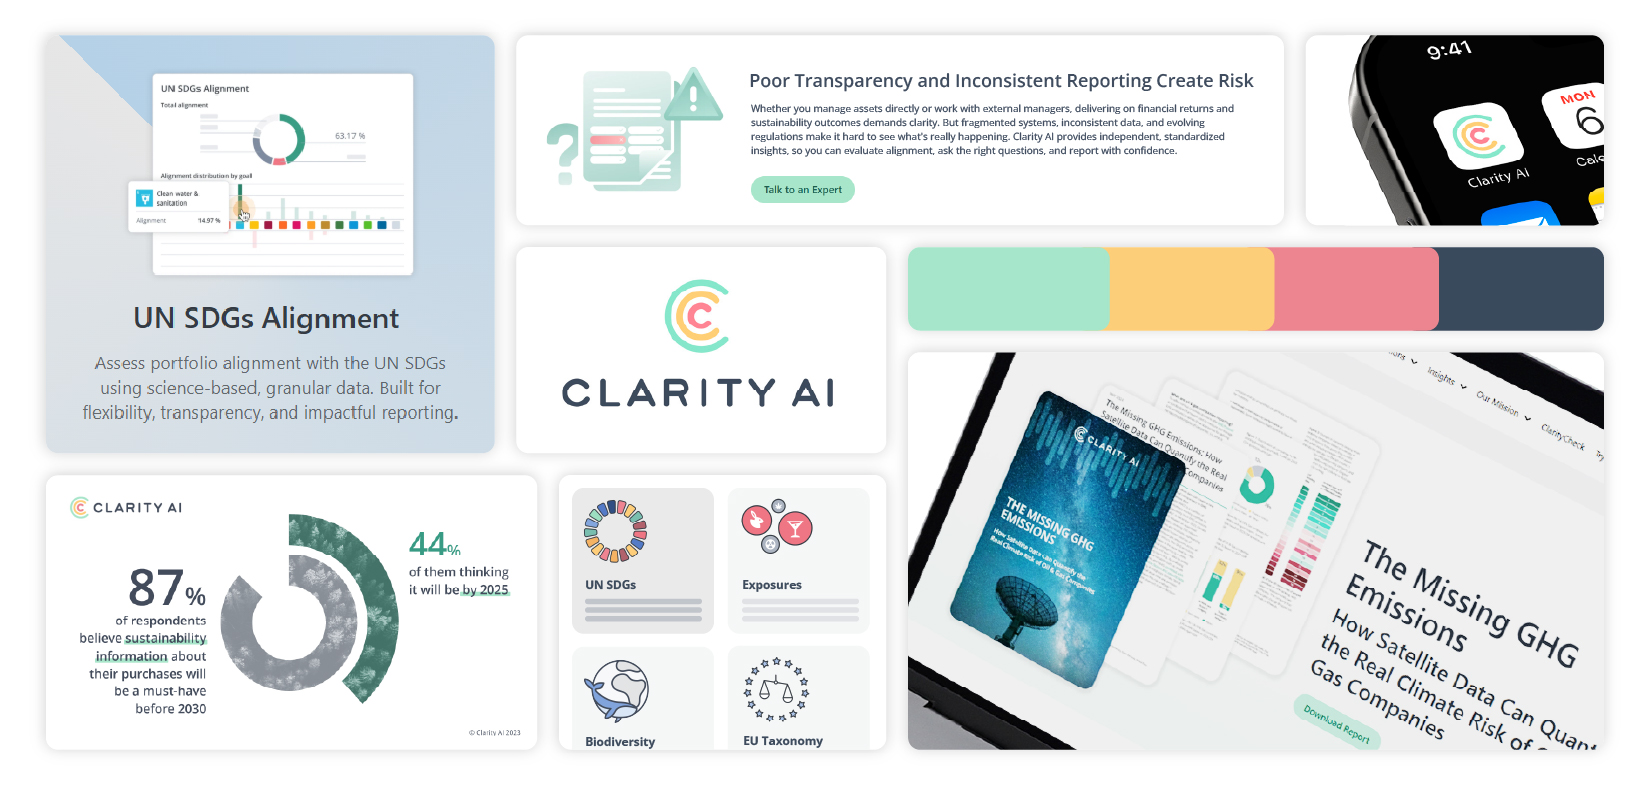 UN SDGs Alignment
Total alignment
63.17 %
Alignment distribution by goal
Clean water &
sanitation
Alignment 14.97 %
UN SDGs Alignment
Assess portfolio alignment with the UN SDGs
using science-based, granular data. Built for
flexibility, transparency, and impactful reporting.
Poor Transparency and Inconsistent Reporting Create Risk
Whether you manage assets directly or work with external managers, delivering on financial returns and
sustainability outcomes demands clarity. But fragmented systems, inconsistent data, and evolving
regulations make it hard to see what's really happening. Clarity AI provides independent, standardized
insights, so you can evaluate alignment, ask the right questions, and report with confidence.
Talk to an Expert
9:41
MON
6
Clarity AI
CLARITY AI
CLARITY AI
87%
of respondents
believe sustainability
information about
their purchases will
be a must-have
before 2030
44%
of them thinking
it will be by 2025
© Clarity AI 2023
UN SDGs
Exposures
Biodiversity
EU Taxonomy
Insights
Our Mission
ClarityCheck
Try
CLARITY AI
THE MISSING GHG
EMISSIONS
How Satellite Data can Quantify the
Real Climate Risk of Oil & Gas Companies
The Missing GHG Emissions: How
Satellite Data Can Quantify the Real
Companies
The Missing GHG
Emissions
How Satellite Data Can Quant
the Real Climate Risk of
Gas Companies
Download Report